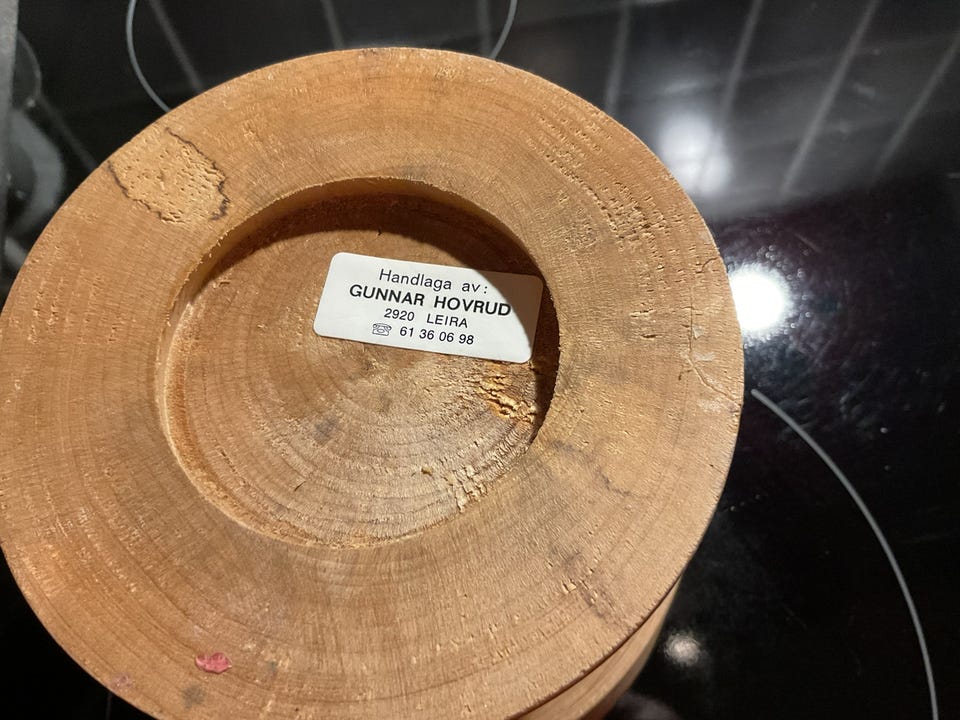 Handlaga av:
GUNNAR HOVRUD
2920 LEIRA
☏ 61 36 06 98